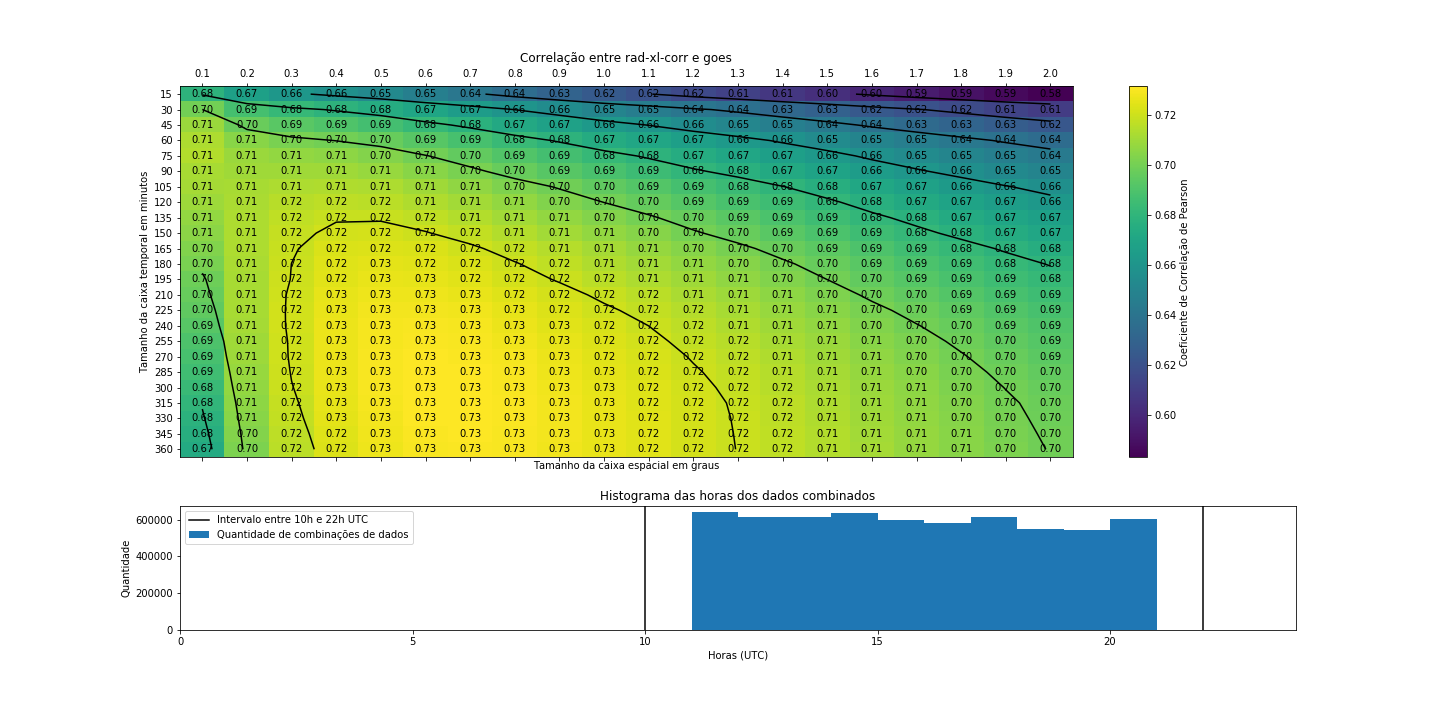 Correlação entre rad-xl-corr e goes
0.1 0.2 0.3 0.4 0.5 0.6 0.7 0.8 0.9 1.0 1.1 1.2 1.3 1.4 1.5 1.6 1.7 1.8 1.9 2.0
15 0.68 0.67 0.66 0.66 0.65 0.65 0.64 0.64 0.63 0.62 0.62 0.62 0.61 0.61 0.60 0.60 0.59 0.59 0.59 0.58
30 0.70 0.69 0.68 0.68 0.68 0.67 0.67 0.66 0.66 0.65 0.65 0.64 0.64 0.63 0.63 0.62 0.62 0.62 0.61 0.61
45 0.71 0.70 0.69 0.69 0.69 0.68 0.68 0.67 0.67 0.66 0.66 0.66 0.65 0.65 0.64 0.64 0.63 0.63 0.63 0.62
60 0.71 0.71 0.70 0.70 0.70 0.69 0.69 0.68 0.68 0.67 0.67 0.67 0.66 0.66 0.65 0.65 0.65 0.64 0.64 0.64
75 0.71 0.71 0.71 0.71 0.70 0.70 0.70 0.69 0.69 0.68 0.68 0.67 0.67 0.67 0.66 0.66 0.65 0.65 0.65 0.64
90 0.71 0.71 0.71 0.71 0.71 0.71 0.70 0.70 0.69 0.69 0.69 0.68 0.68 0.67 0.67 0.66 0.66 0.66 0.65 0.65
105 0.71 0.71 0.71 0.71 0.71 0.71 0.71 0.70 0.70 0.70 0.69 0.69 0.68 0.68 0.68 0.67 0.67 0.66 0.66 0.66
120 0.71 0.71 0.72 0.72 0.72 0.71 0.71 0.71 0.70 0.70 0.70 0.69 0.69 0.69 0.68 0.68 0.67 0.67 0.67 0.66
135 0.71 0.71 0.72 0.72 0.72 0.72 0.71 0.71 0.71 0.70 0.70 0.70 0.69 0.69 0.69 0.68 0.68 0.67 0.67 0.67
150 0.71 0.71 0.72 0.72 0.72 0.72 0.72 0.71 0.71 0.71 0.70 0.70 0.70 0.69 0.69 0.69 0.68 0.68 0.67 0.67
165 0.70 0.71 0.72 0.72 0.72 0.72 0.72 0.72 0.71 0.71 0.71 0.70 0.70 0.70 0.69 0.69 0.69 0.68 0.68 0.68
180 0.70 0.71 0.72 0.72 0.73 0.72 0.72 0.72 0.72 0.71 0.71 0.71 0.70 0.70 0.70 0.69 0.69 0.69 0.68 0.68
195 0.70 0.71 0.72 0.72 0.73 0.73 0.72 0.72 0.72 0.72 0.71 0.71 0.71 0.70 0.70 0.70 0.69 0.69 0.69 0.68
210 0.70 0.71 0.72 0.73 0.73 0.73 0.73 0.72 0.72 0.72 0.71 0.71 0.71 0.71 0.70 0.70 0.70 0.69 0.69 0.69
225 0.70 0.71 0.72 0.73 0.73 0.73 0.73 0.73 0.72 0.72 0.72 0.71 0.71 0.71 0.71 0.70 0.70 0.69 0.69 0.69
240 0.69 0.71 0.72 0.73 0.73 0.73 0.73 0.73 0.72 0.72 0.72 0.72 0.71 0.71 0.71 0.70 0.70 0.70 0.69 0.69
255 0.69 0.71 0.72 0.73 0.73 0.73 0.73 0.73 0.73 0.72 0.72 0.72 0.71 0.71 0.71 0.71 0.70 0.70 0.70 0.69
270 0.69 0.71 0.72 0.73 0.73 0.73 0.73 0.73 0.73 0.72 0.72 0.72 0.72 0.71 0.71 0.71 0.70 0.70 0.70 0.69
285 0.69 0.71 0.72 0.73 0.73 0.73 0.73 0.73 0.73 0.73 0.72 0.72 0.72 0.71 0.71 0.71 0.71 0.70 0.70 0.70
300 0.68 0.71 0.72 0.73 0.73 0.73 0.73 0.73 0.73 0.73 0.72 0.72 0.72 0.72 0.71 0.71 0.71 0.70 0.70 0.70
315 0.68 0.71 0.72 0.73 0.73 0.73 0.73 0.73 0.73 0.73 0.72 0.72 0.72 0.72 0.71 0.71 0.71 0.71 0.70 0.70
330 0.68 0.71 0.72 0.73 0.73 0.73 0.73 0.73 0.73 0.73 0.72 0.72 0.72 0.72 0.71 0.71 0.71 0.71 0.70 0.70
345 0.68 0.70 0.72 0.72 0.73 0.73 0.73 0.73 0.73 0.73 0.72 0.72 0.72 0.71 0.71 0.71 0.71 0.71 0.70 0.70
360 0.67 0.70 0.72 0.72 0.73 0.73 0.73 0.73 0.73 0.72 0.72 0.72 0.72 0.72 0.71 0.71 0.71 0.70 0.70 0.70
Tamanho da caixa temporal em minutos
Tamanho da caixa espacial em graus
0.72
0.70
0.68
0.66
0.64
0.62
0.60
Coeficiente de Correlação de Pearson
Histograma das horas dos dados combinados
Intervalo entre 10h e 22h UTC
Quantidade de combinações de dados
600000
400000
200000
0
Quantidade
0 5 10 15 20
Horas (UTC)